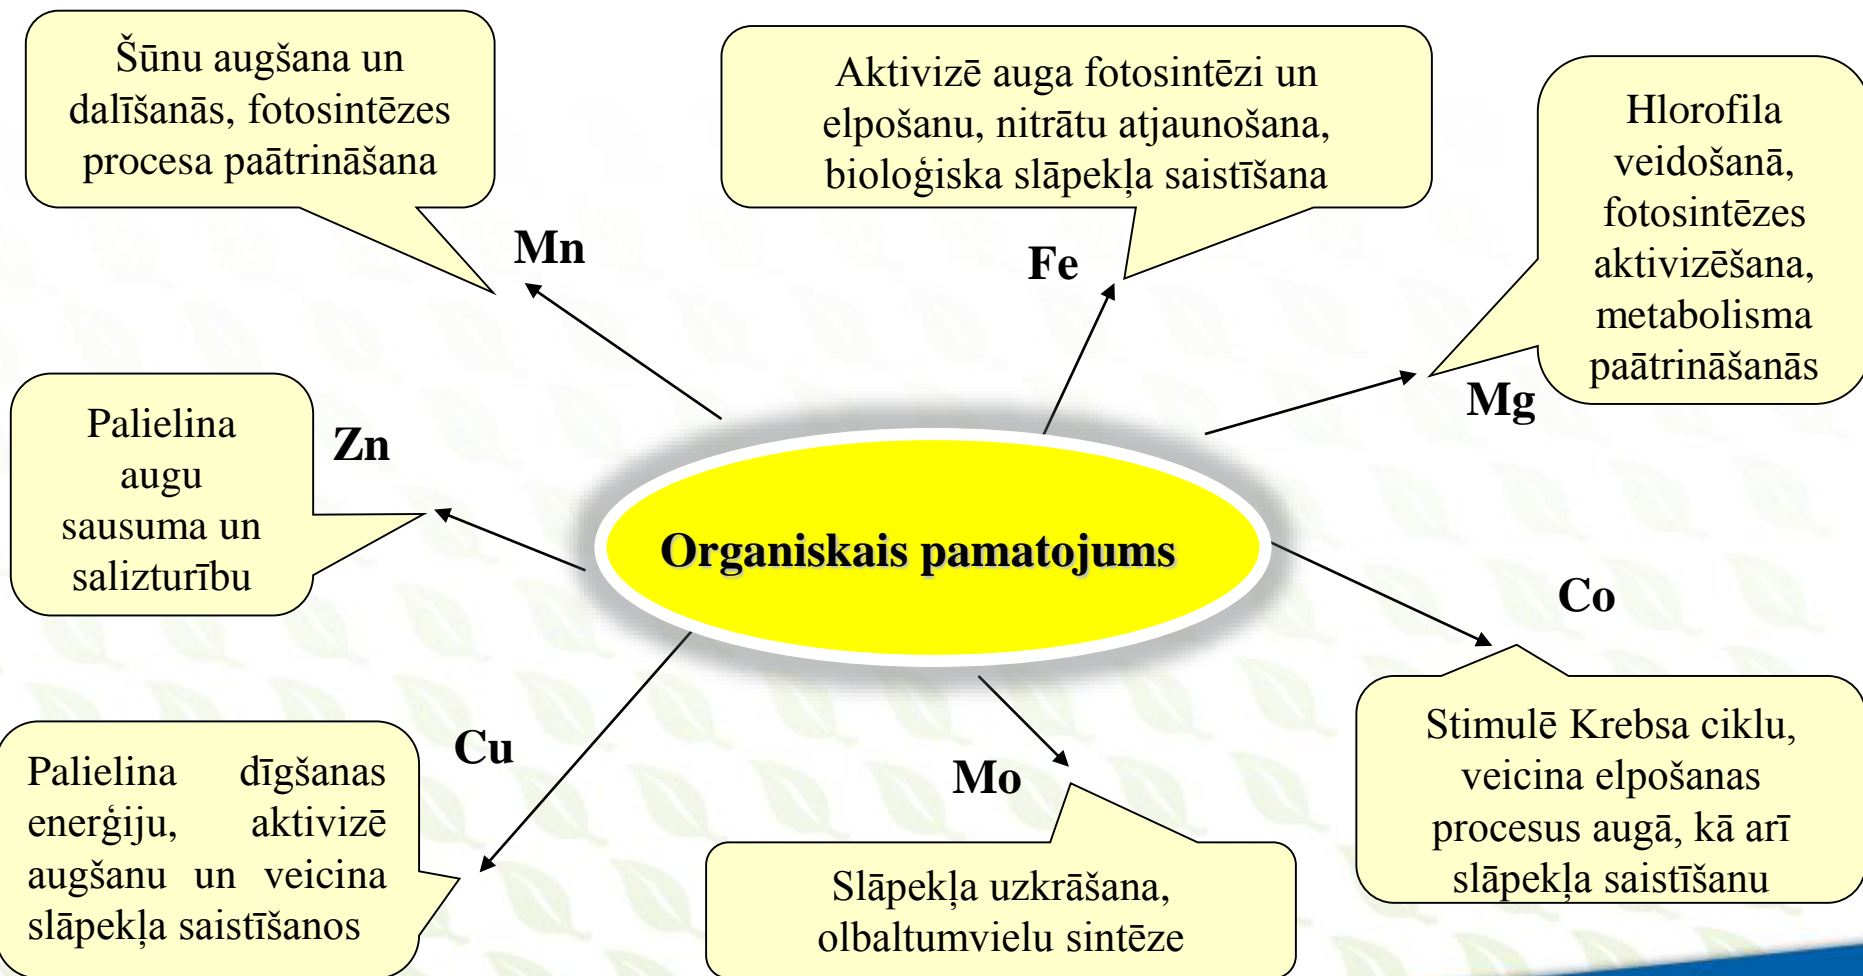 Šūnu augšana un
dalīšanās, fotosintēzes
procesa paātrināšana
Mn
Aktivizē auga fotosintēzi un
elpošanu, nitrātu atjaunošana,
bioloģiska slāpekļa saistīšana
Fe
Hlorofila
veidošanā,
fotosintēzes
aktivizēšana,
metabolisma
paātrināšanās
Mg
Palielina
augu
sausuma un
salizturību
Zn
Organiskais pamatojums
Co
Stimulē Krebsa ciklu,
veicina elpošanas
procesus augā, kā arī
slāpekļa saistīšanu
Cu
Palielina dīgšanas
enerģiju, aktivizē
augšanu un veicina
slāpekļa saistīšanos
Mo
Slāpekļa uzkrāšana,
olbaltumvielu sintēze